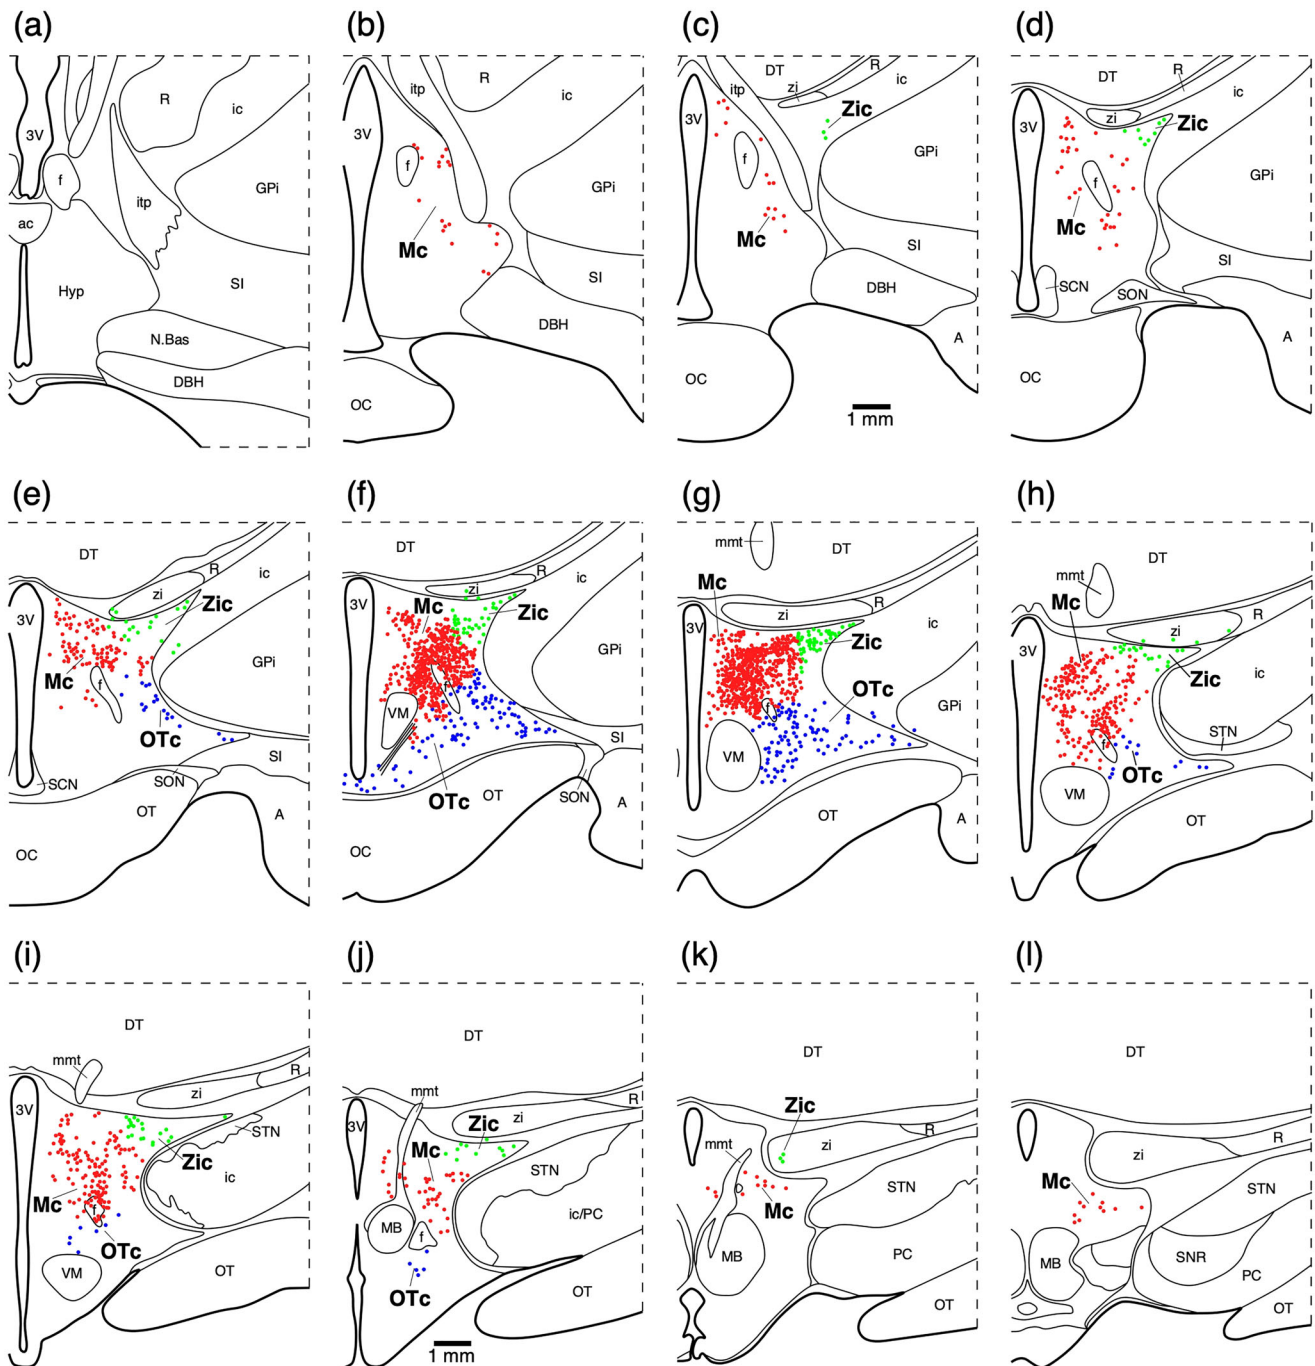 (a)
3V
R
ic
f
itp
GPi
ac
Hyp
SI
N.Bas
DBH
(b)
itp
R
ic
3V
f
GPi
Mc
SI
DBH
OC
(c)
DT
R
itp
zi
ic
3V
Zic
f
GPi
Mc
SI
DBH
A
OC
1 mm
(d)
DT
R
ic
zi
3V
Zic
GPi
f
Mc
SI
SCN
SON
A
OC
(e)
DT
R
ic
zi
3V
Zic
GPi
Mc
f
OTc
SI
SCN
SON
OT
A
OC
(f)
DT
R
ic
zi
3V
Mc
Zic
GPi
f
VM
SI
OTc
OT
SON
A
OC
(g)
mmt
DT
Mc
R
zi
3V
ic
Zic
OTc
f
GPi
VM
OT
A
(h)
DT
mmt
Mc
R
zi
3V
Zic
ic
STN
f
OTc
VM
OT
(i)
DT
mmt
R
zi
3V
STN
Zic
ic
Mc
f
OTc
VM
OT
(j)
DT
mmt
R
zi
3V
Zic
Mc
STN
ic/PC
MB
f
OTc
OT
1 mm
(k)
DT
Zic
R
mmt
zi
STN
Mc
MB
PC
OT
(l)
DT
R
zi
Mc
STN
MB
SNR
PC
OT